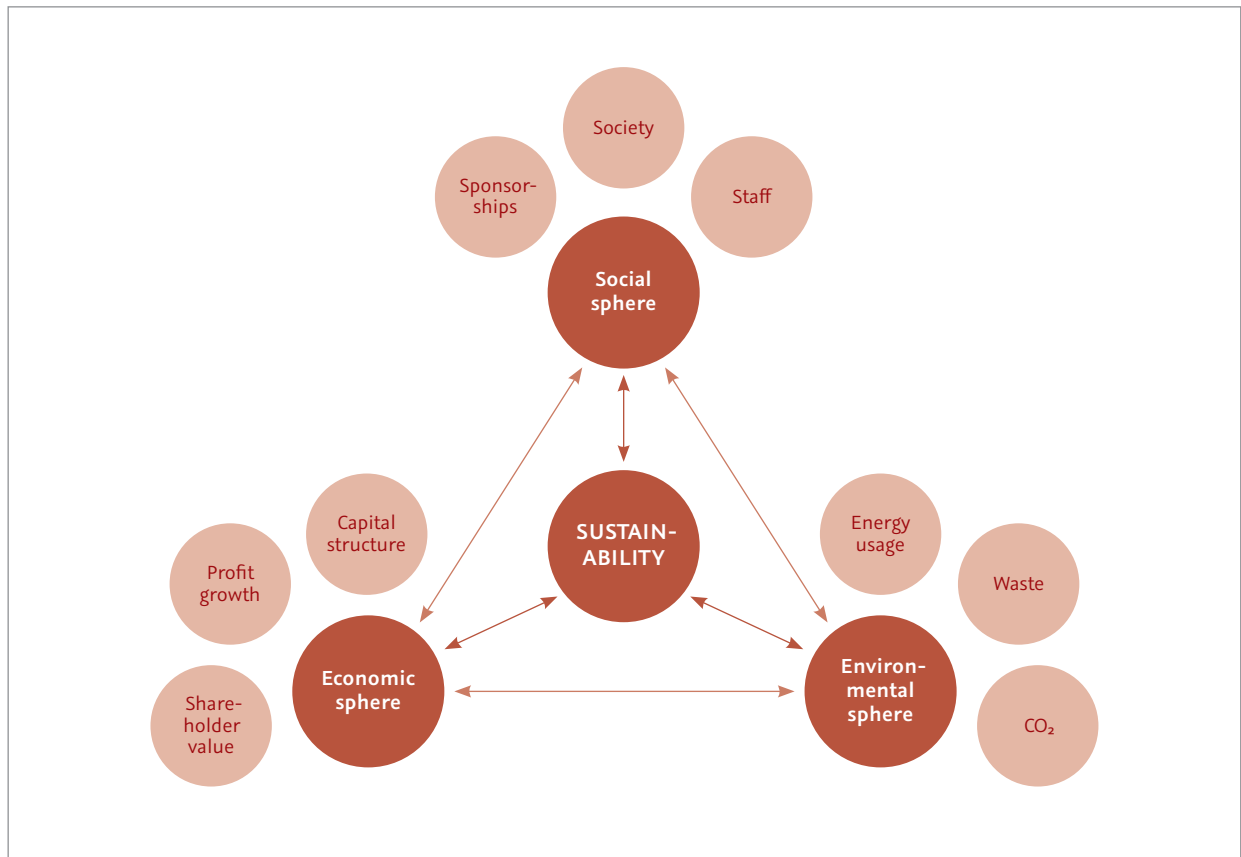 Society
Sponsor-
ships
Staff
Social
sphere
Capital
structure
Energy
usage
SUSTAIN-
ABILITY
Profit
growth
Waste
Economic
sphere
Environ-
mental
sphere
Share-
holder
value
CO₂